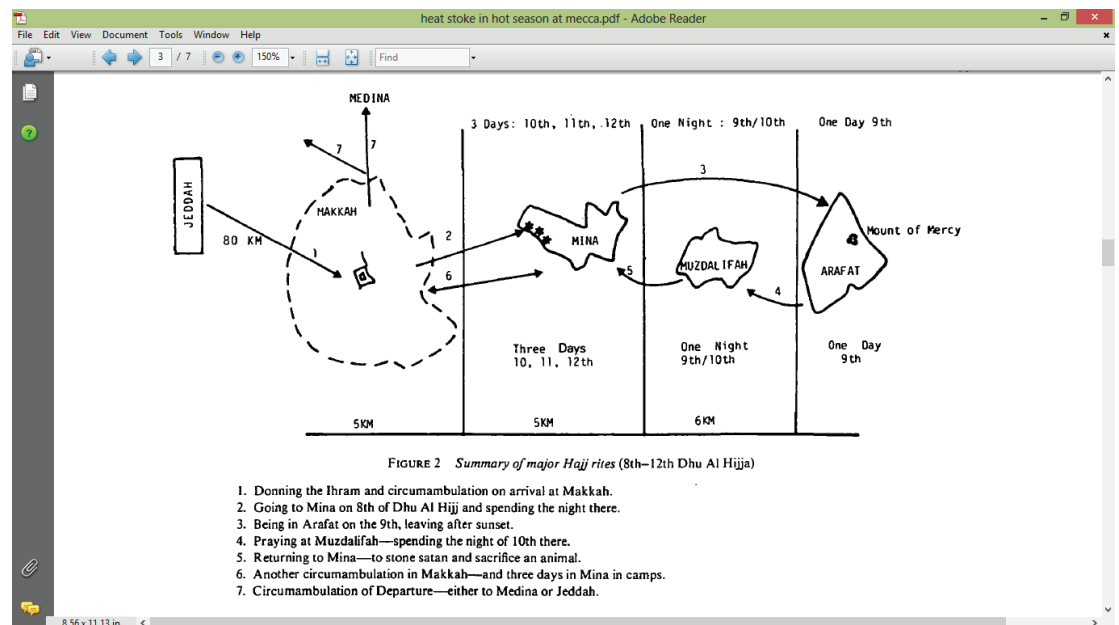 heat stoke in hot season at mecca.pdf - Adobe Reader
File Edit View Document Tools Window Help
3 / 7 150% Find
MEDINA
3 Days: 10th, 11th, 12th One Night : 9th/10th One Day 9th
7 7
3
JEDDAH
MAKKAH
80 KM
1
2
MINA
Mount of Mercy
6
5
MUZDALIFAH
4
ARAFAT
Three Days
10, 11, 12th
One Night
9th/10th
One Day
9th
5KM 5KM 6KM
FIGURE 2 Summary of major Hajj rites (8th–12th Dhu Al Hijja)
1. Donning the Ihram and circumambulation on arrival at Makkah.
2. Going to Mina on 8th of Dhu Al Hijj and spending the night there.
3. Being in Arafat on the 9th, leaving after sunset.
4. Praying at Muzdalifah—spending the night of 10th there.
5. Returning to Mina—to stone satan and sacrifice an animal.
6. Another circumambulation in Makkah—and three days in Mina in camps.
7. Circumambulation of Departure—either to Medina or Jeddah.
8.56 x 11.13 in